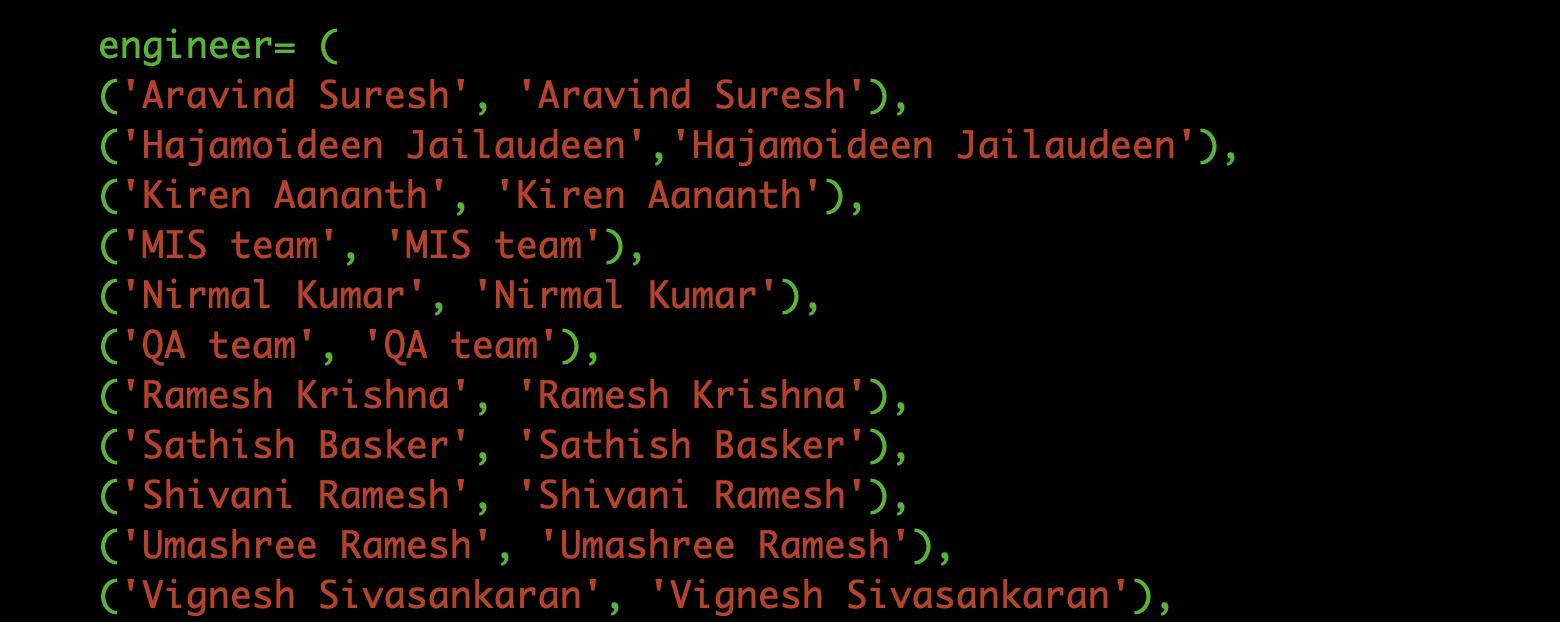 engineer= (
('Aravind Suresh', 'Aravind Suresh'),
('Hajamoideen Jailaudeen','Hajamoideen Jailaudeen'),
('Kiren Aananth', 'Kiren Aananth'),
('MIS team', 'MIS team'),
('Nirmal Kumar', 'Nirmal Kumar'),
('QA team', 'QA team'),
('Ramesh Krishna', 'Ramesh Krishna'),
('Sathish Basker', 'Sathish Basker'),
('Shivani Ramesh', 'Shivani Ramesh'),
('Umashree Ramesh', 'Umashree Ramesh'),
('Vignesh Sivasankaran', 'Vignesh Sivasankaran'),